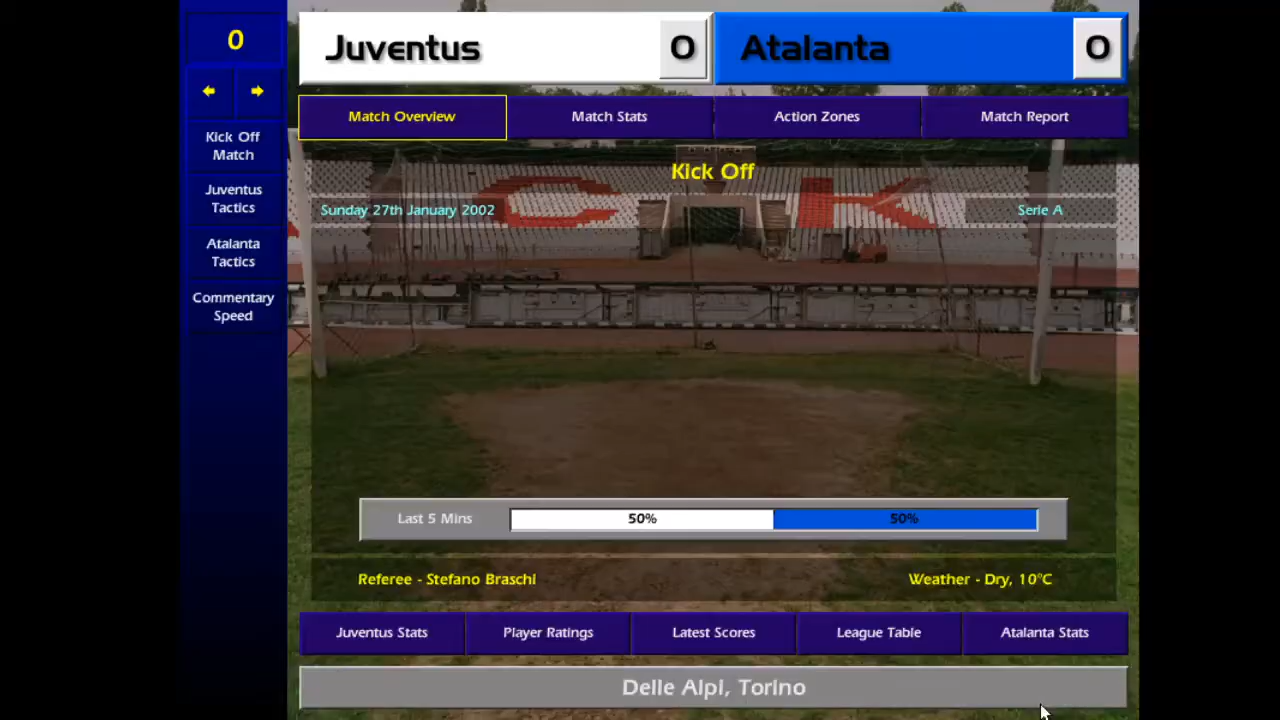 0
Juventus 0 Atalanta 0
Match Overview Match Stats Action Zones Match Report
Kick Off
Match
Juventus
Tactics
Atalanta
Tactics
Commentary
Speed
Kick Off
Sunday 27th January 2002 Serie A
C K
Last 5 Mins 50% 50%
Referee - Stefano Braschi Weather - Dry, 10°C
Juventus Stats Player Ratings Latest Scores League Table Atalanta Stats
Delle Alpi, Torino